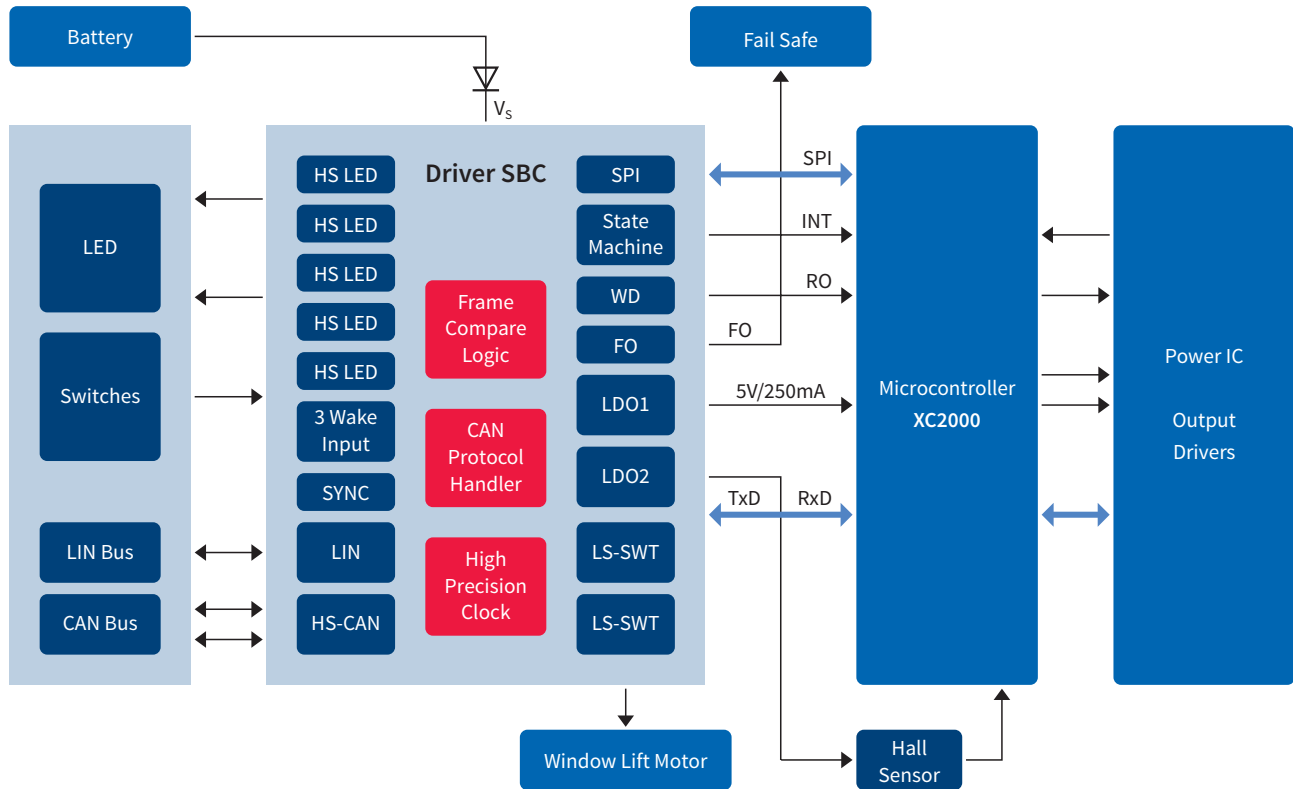 Battery
Fail Safe
Vs
LED
Switches
LIN Bus
CAN Bus
Driver SBC
HS LED
HS LED
HS LED
HS LED
HS LED
3 Wake
Input
SYNC
LIN
HS-CAN
Frame
Compare
Logic
CAN
Protocol
Handler
High
Precision
Clock
SPI
State
Machine
WD
FO
LDO1
LDO2
LS-SWT
LS-SWT
SPI
INT
RO
FO
5V/250mA
TxD RxD
Microcontroller
XC2000
Power IC
Output
Drivers
Window Lift Motor
Hall
Sensor